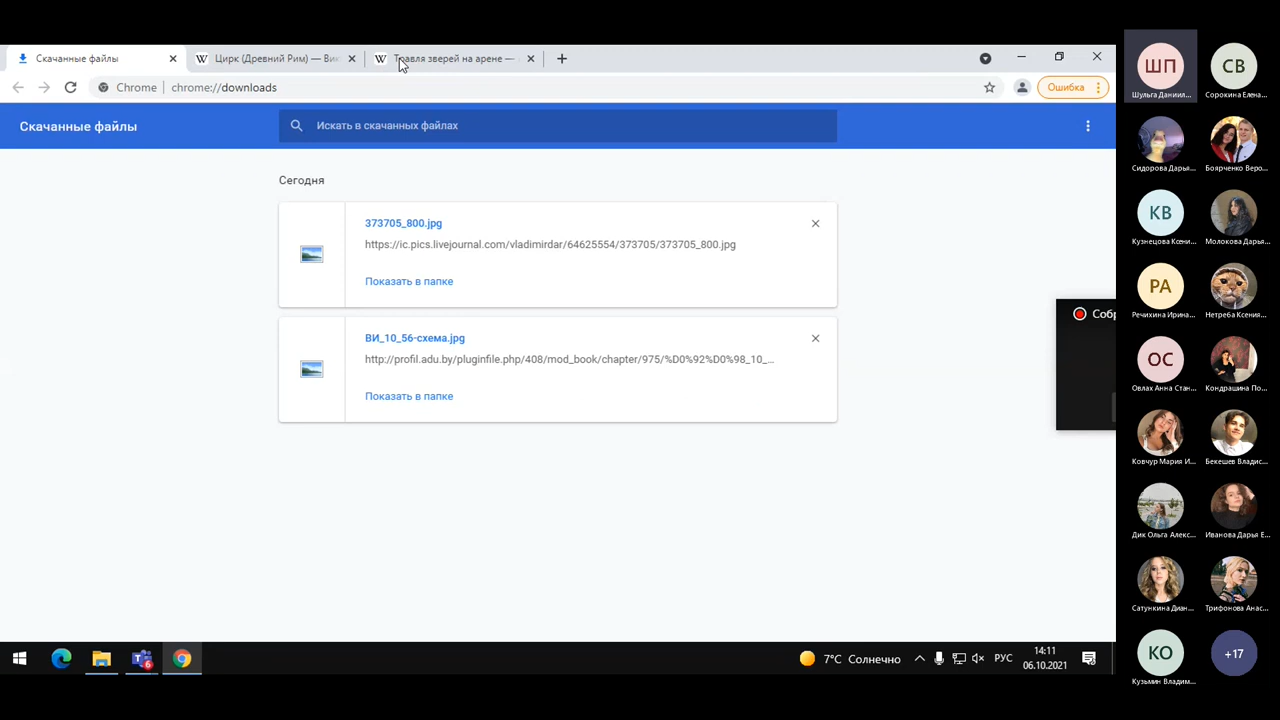 Скачанные файлы
Цирк (Древний Рим) — Ви
Травля зверей на арене —
Chrome
chrome://downloads
Ошибка
Скачанные файлы
Искать в скачанных файлах
Сегодня
373705_800.jpg
https://ic.pics.livejournal.com/vladimirdar/64625554/373705/373705_800.jpg
Показать в папке
ВИ_10_56-схема.jpg
http://profil.adu.by/pluginfile.php/408/mod_book/chapter/975/%D0%92%D0%98_10_...
Показать в папке
Собр
6
7°C Солнечно
РУС
14:11
06.10.2021
ШП
Шульга Даниил...
СВ
Сорокина Елена...
Сидорова Дарья...
Боярченко Веро...
КВ
Кузнецова Ксени...
Молокова Дарья...
РА
Речихина Ирина...
Нетреба Ксения...
ОС
Овлах Анна Стан...
Кондрашина По...
Ковчур Мария И...
Бекешев Владис...
Дик Ольга Алекс...
Иванова Дарья Е...
Сатункина Диан...
Трифонова Анас...
КО
Кузьмин Владим...
+17